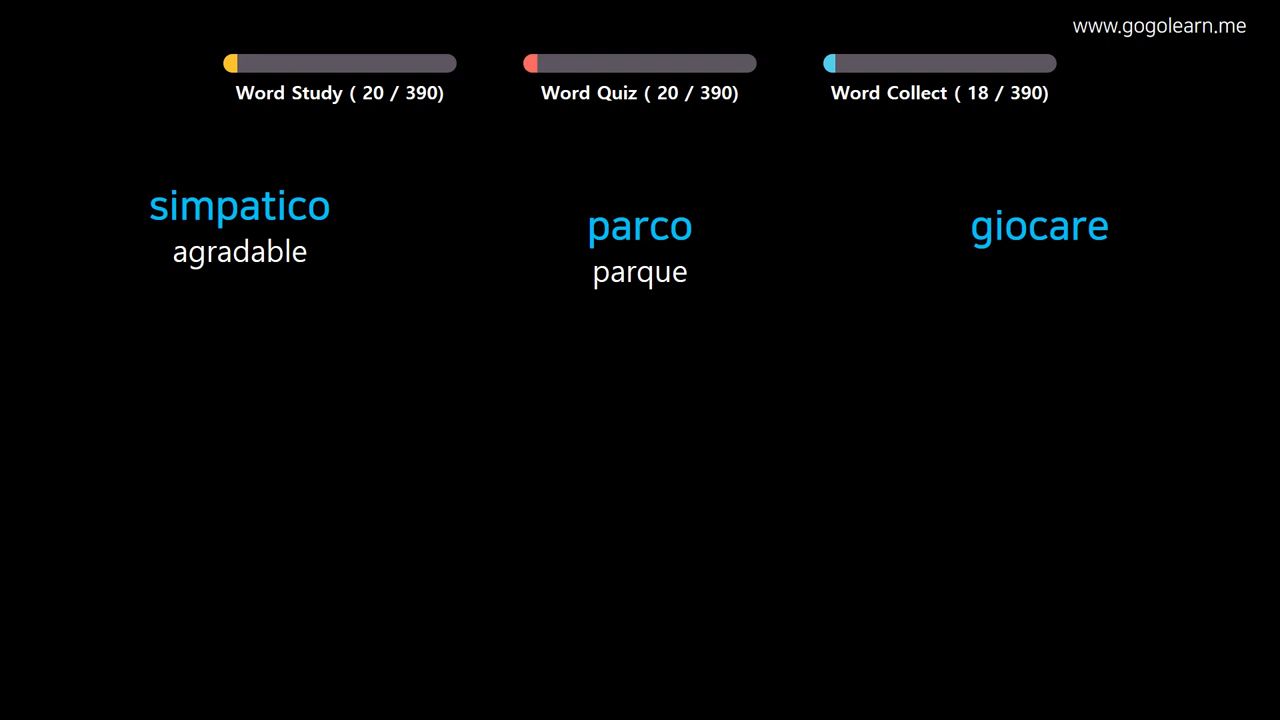 www.gogolearn.me
Word Study ( 20 / 390)
Word Quiz ( 20 / 390)
Word Collect ( 18 / 390)
simpatico
agradable
parco
parque
giocare